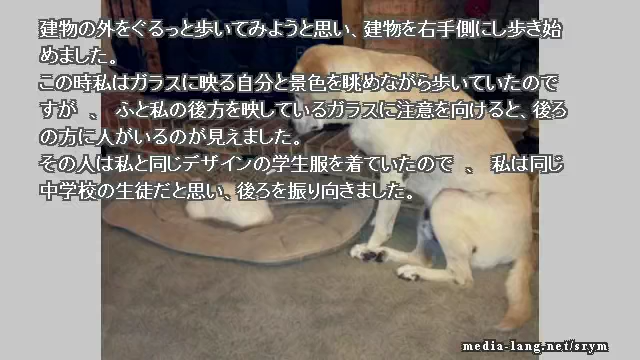 建物の外をぐるっと歩いてみようと思い、建物を右手側にし歩き始
めました。
この時私はガラスに映る自分と景色を眺めながら歩いていたので
すが　、　ふと私の後方を映しているガラスに注意を向けると、後ろ
の方に人がいるのが見えました。
その人は私と同じデザインの学生服を着ていたので　、　私は同じ
中学校の生徒だと思い、後ろを振り向きました。
media-lang.net/srym